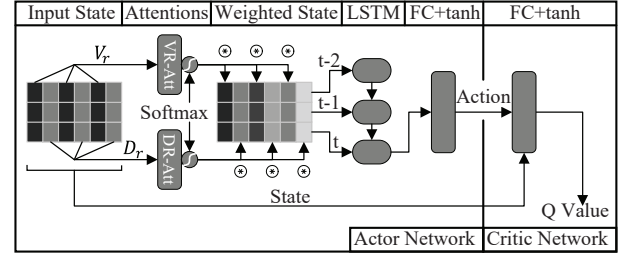 Input State Attentions Weighted State LSTM FC+tanh FC+tanh
V_r
VR-Att
t-2
Softmax
t-1
Action
D_r
DR-Att
t
State
Q Value
Actor Network Critic Network